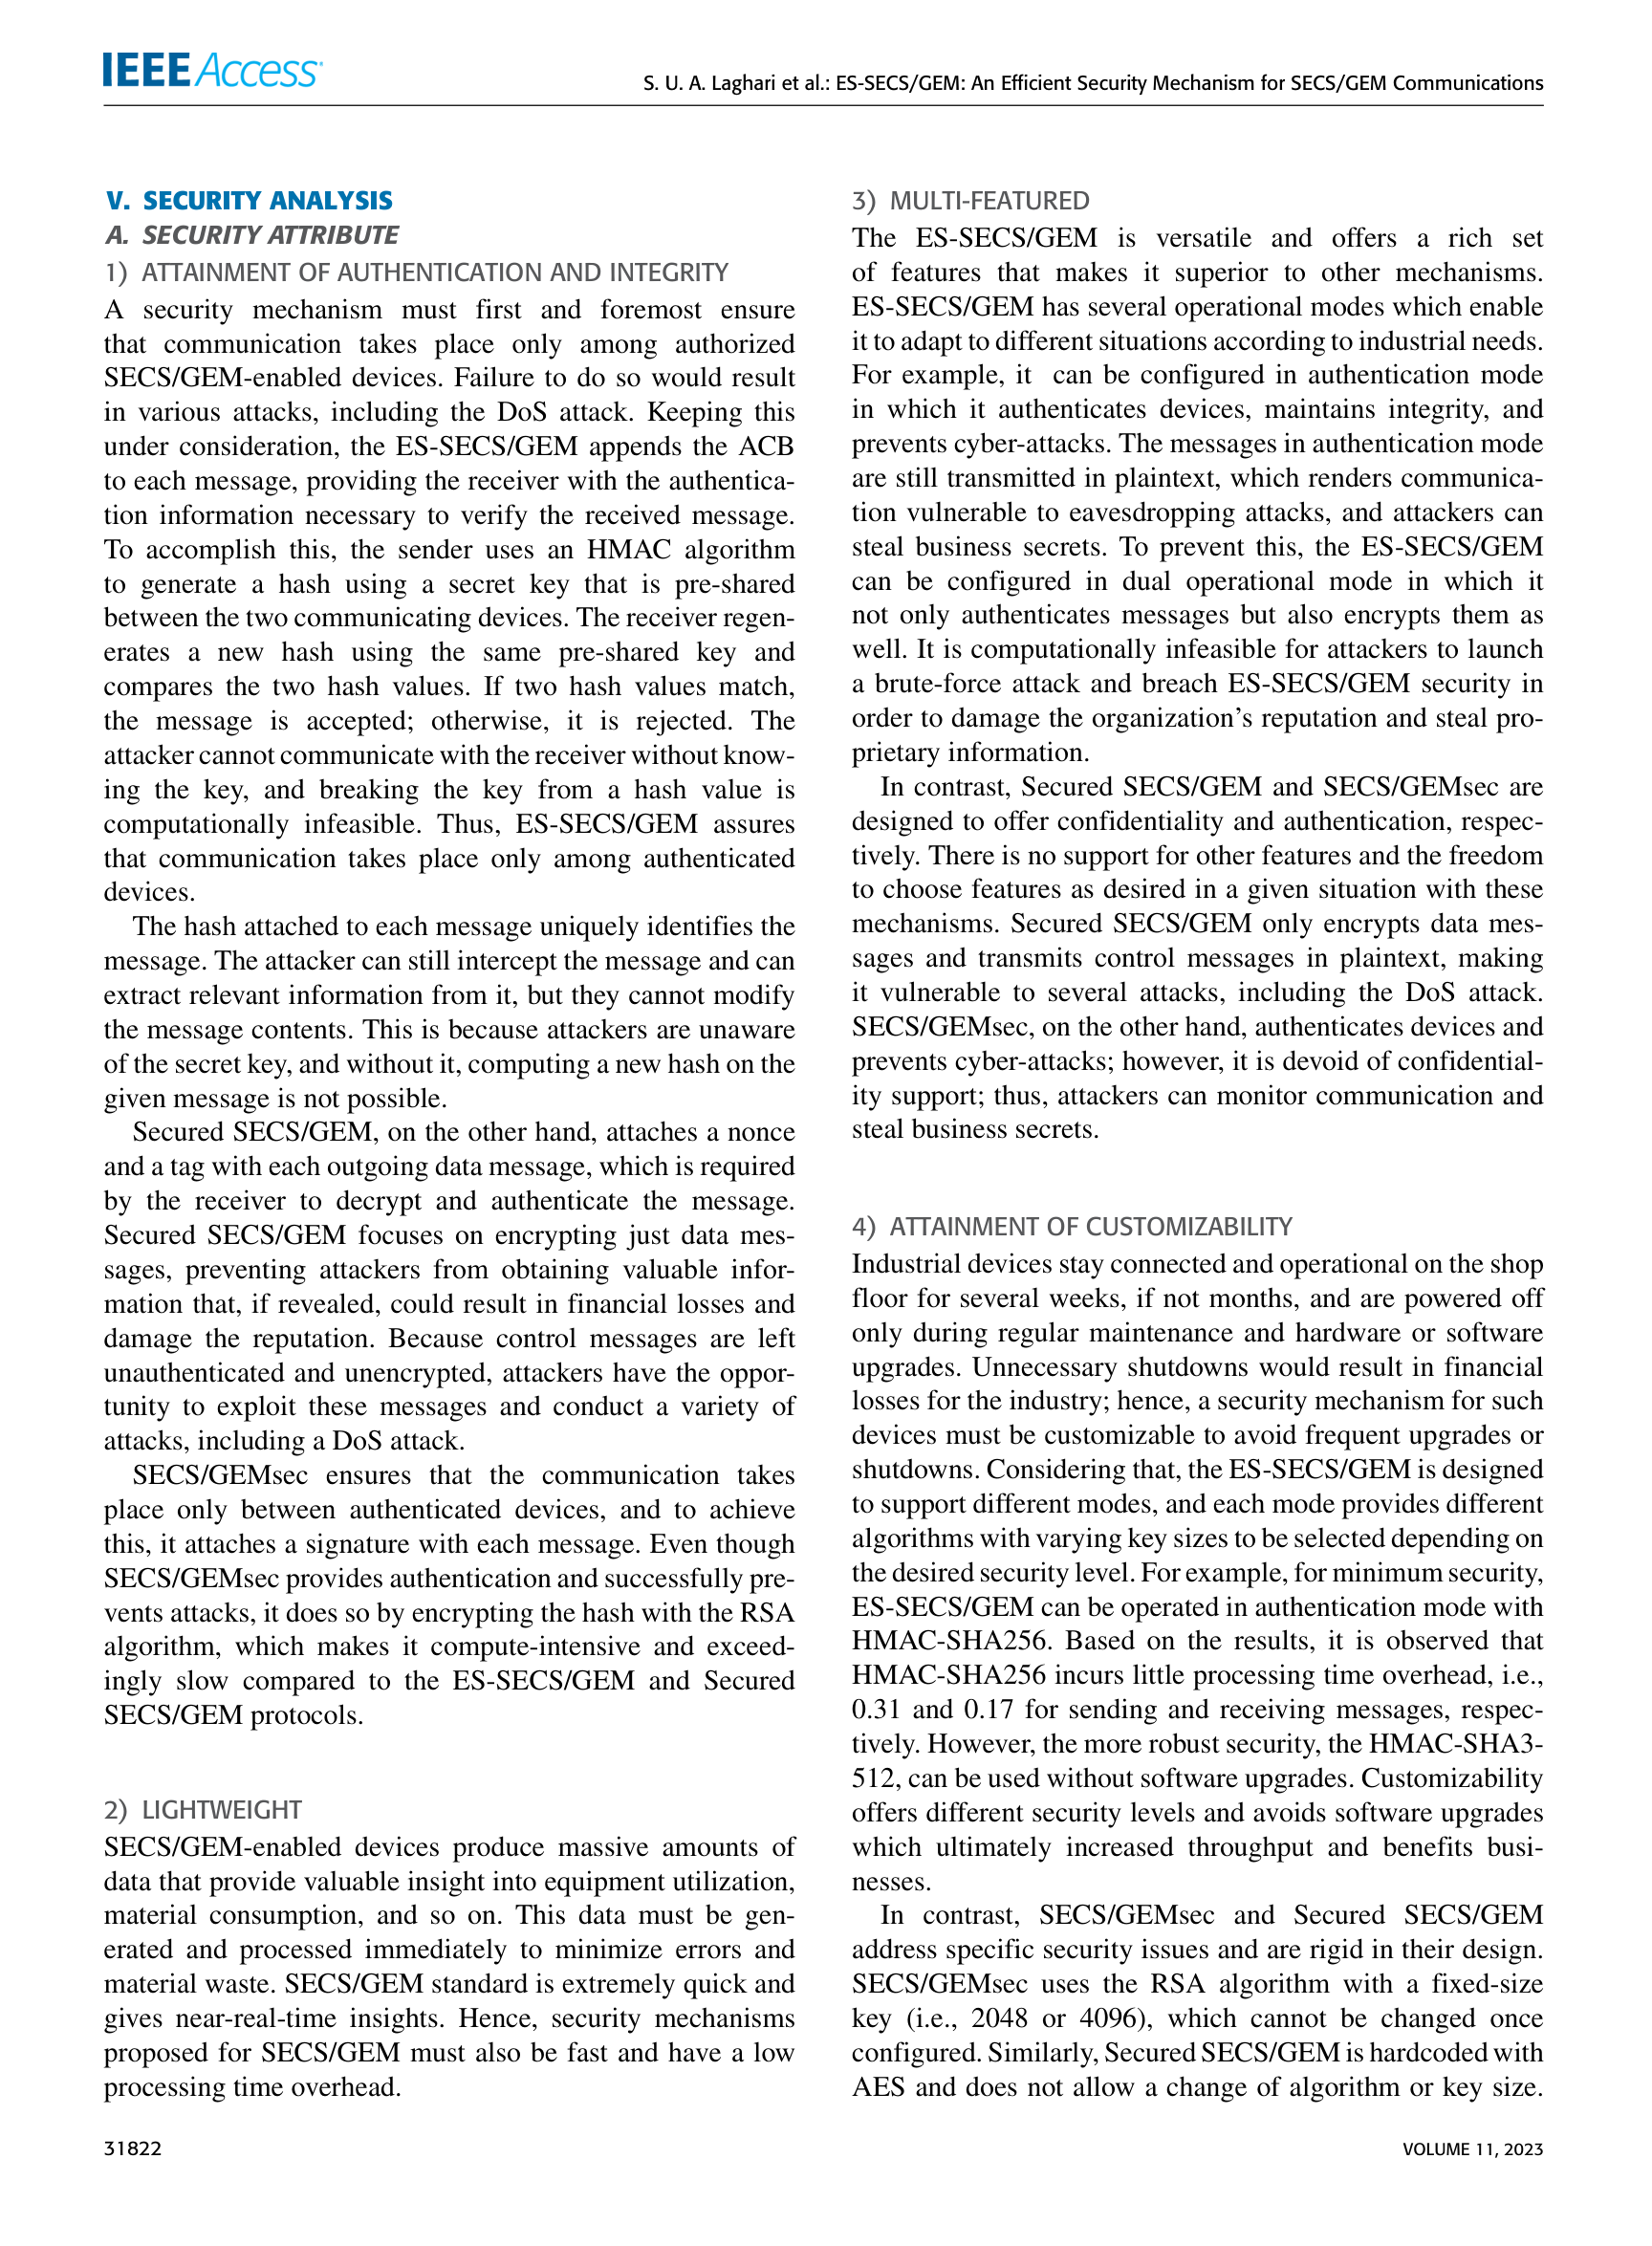 IEEE Access
S. U. A. Laghari et al.: ES-SECS/GEM: An Efficient Security Mechanism for SECS/GEM Communications
V. SECURITY ANALYSIS
A. SECURITY ATTRIBUTE
1) ATTAINMENT OF AUTHENTICATION AND INTEGRITY
A security mechanism must first and foremost ensure
that communication takes place only among authorized
SECS/GEM-enabled devices. Failure to do so would result
in various attacks, including the DoS attack. Keeping this
under consideration, the ES-SECS/GEM appends the ACB
to each message, providing the receiver with the authentica-
tion information necessary to verify the received message.
To accomplish this, the sender uses an HMAC algorithm
to generate a hash using a secret key that is pre-shared
between the two communicating devices. The receiver regen-
erates a new hash using the same pre-shared key and
compares the two hash values. If two hash values match,
the message is accepted; otherwise, it is rejected. The
attacker cannot communicate with the receiver without know-
ing the key, and breaking the key from a hash value is
computationally infeasible. Thus, ES-SECS/GEM assures
that communication takes place only among authenticated
devices.
The hash attached to each message uniquely identifies the
message. The attacker can still intercept the message and can
extract relevant information from it, but they cannot modify
the message contents. This is because attackers are unaware
of the secret key, and without it, computing a new hash on the
given message is not possible.
Secured SECS/GEM, on the other hand, attaches a nonce
and a tag with each outgoing data message, which is required
by the receiver to decrypt and authenticate the message.
Secured SECS/GEM focuses on encrypting just data mes-
sages, preventing attackers from obtaining valuable infor-
mation that, if revealed, could result in financial losses and
damage the reputation. Because control messages are left
unauthenticated and unencrypted, attackers have the oppor-
tunity to exploit these messages and conduct a variety of
attacks, including a DoS attack.
SECS/GEMsec ensures that the communication takes
place only between authenticated devices, and to achieve
this, it attaches a signature with each message. Even though
SECS/GEMsec provides authentication and successfully pre-
vents attacks, it does so by encrypting the hash with the RSA
algorithm, which makes it compute-intensive and exceed-
ingly slow compared to the ES-SECS/GEM and Secured
SECS/GEM protocols.
2) LIGHTWEIGHT
SECS/GEM-enabled devices produce massive amounts of
data that provide valuable insight into equipment utilization,
material consumption, and so on. This data must be gen-
erated and processed immediately to minimize errors and
material waste. SECS/GEM standard is extremely quick and
gives near-real-time insights. Hence, security mechanisms
proposed for SECS/GEM must also be fast and have a low
processing time overhead.
3) MULTI-FEATURED
The ES-SECS/GEM is versatile and offers a rich set
of features that makes it superior to other mechanisms.
ES-SECS/GEM has several operational modes which enable
it to adapt to different situations according to industrial needs.
For example, it can be configured in authentication mode
in which it authenticates devices, maintains integrity, and
prevents cyber-attacks. The messages in authentication mode
are still transmitted in plaintext, which renders communica-
tion vulnerable to eavesdropping attacks, and attackers can
steal business secrets. To prevent this, the ES-SECS/GEM
can be configured in dual operational mode in which it
not only authenticates messages but also encrypts them as
well. It is computationally infeasible for attackers to launch
a brute-force attack and breach ES-SECS/GEM security in
order to damage the organization's reputation and steal pro-
prietary information.
In contrast, Secured SECS/GEM and SECS/GEMsec are
designed to offer confidentiality and authentication, respec-
tively. There is no support for other features and the freedom
to choose features as desired in a given situation with these
mechanisms. Secured SECS/GEM only encrypts data mes-
sages and transmits control messages in plaintext, making
it vulnerable to several attacks, including the DoS attack.
SECS/GEMsec, on the other hand, authenticates devices and
prevents cyber-attacks; however, it is devoid of confidential-
ity support; thus, attackers can monitor communication and
steal business secrets.
4) ATTAINMENT OF CUSTOMIZABILITY
Industrial devices stay connected and operational on the shop
floor for several weeks, if not months, and are powered off
only during regular maintenance and hardware or software
upgrades. Unnecessary shutdowns would result in financial
losses for the industry; hence, a security mechanism for such
devices must be customizable to avoid frequent upgrades or
shutdowns. Considering that, the ES-SECS/GEM is designed
to support different modes, and each mode provides different
algorithms with varying key sizes to be selected depending on
the desired security level. For example, for minimum security,
ES-SECS/GEM can be operated in authentication mode with
HMAC-SHA256. Based on the results, it is observed that
HMAC-SHA256 incurs little processing time overhead, i.e.,
0.31 and 0.17 for sending and receiving messages, respec-
tively. However, the more robust security, the HMAC-SHA3-
512, can be used without software upgrades. Customizability
offers different security levels and avoids software upgrades
which ultimately increased throughput and benefits busi-
nesses.
In contrast, SECS/GEMsec and Secured SECS/GEM
address specific security issues and are rigid in their design.
SECS/GEMsec uses the RSA algorithm with a fixed-size
key (i.e., 2048 or 4096), which cannot be changed once
configured. Similarly, Secured SECS/GEM is hardcoded with
AES and does not allow a change of algorithm or key size.
31822
VOLUME 11, 2023